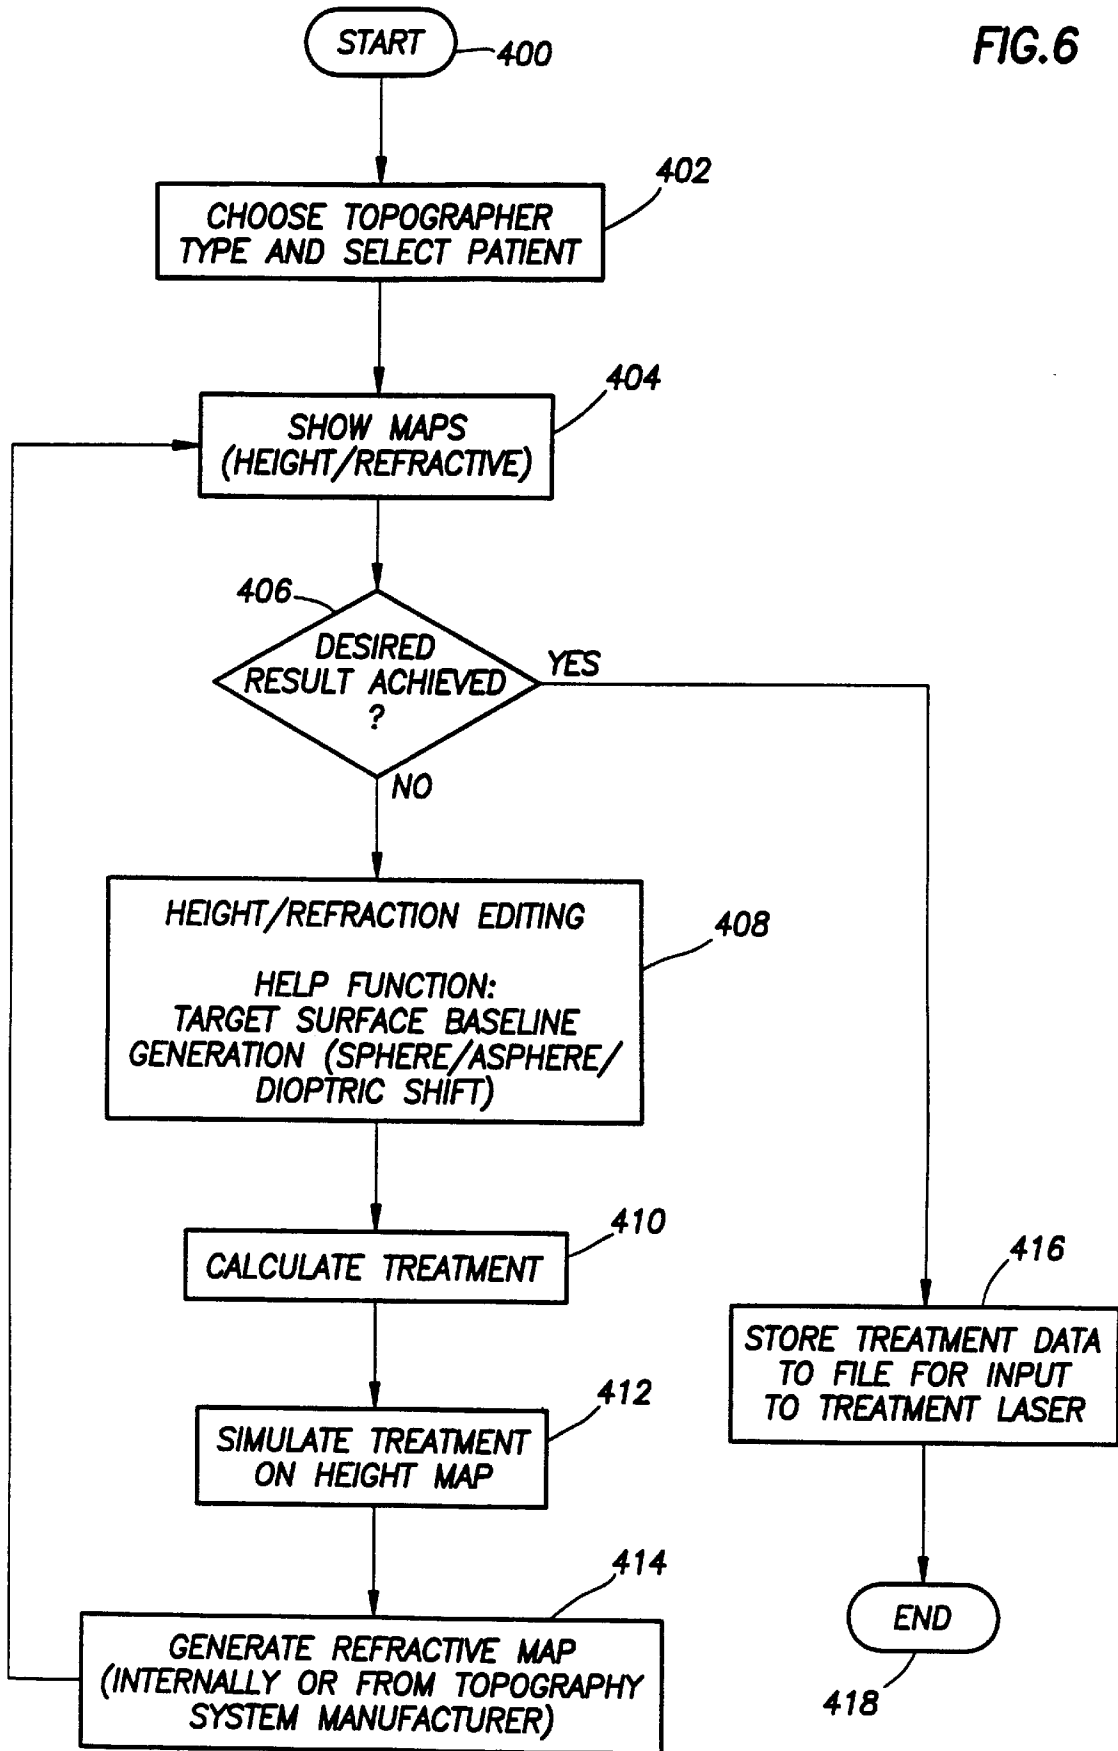 FIG.6
START
400
402
CHOOSE TOPOGRAPHER
TYPE AND SELECT PATIENT
404
SHOW MAPS
(HEIGHT/REFRACTIVE)
406
DESIRED
RESULT ACHIEVED
?
YES
NO
HEIGHT/REFRACTION EDITING
HELP FUNCTION:
TARGET SURFACE BASELINE
GENERATION (SPHERE/ASPHERE/
DIOPTRIC SHIFT)
408
410
CALCULATE TREATMENT
412
SIMULATE TREATMENT
ON HEIGHT MAP
414
GENERATE REFRACTIVE MAP
(INTERNALLY OR FROM TOPOGRAPHY
SYSTEM MANUFACTURER)
416
STORE TREATMENT DATA
TO FILE FOR INPUT
TO TREATMENT LASER
END
418